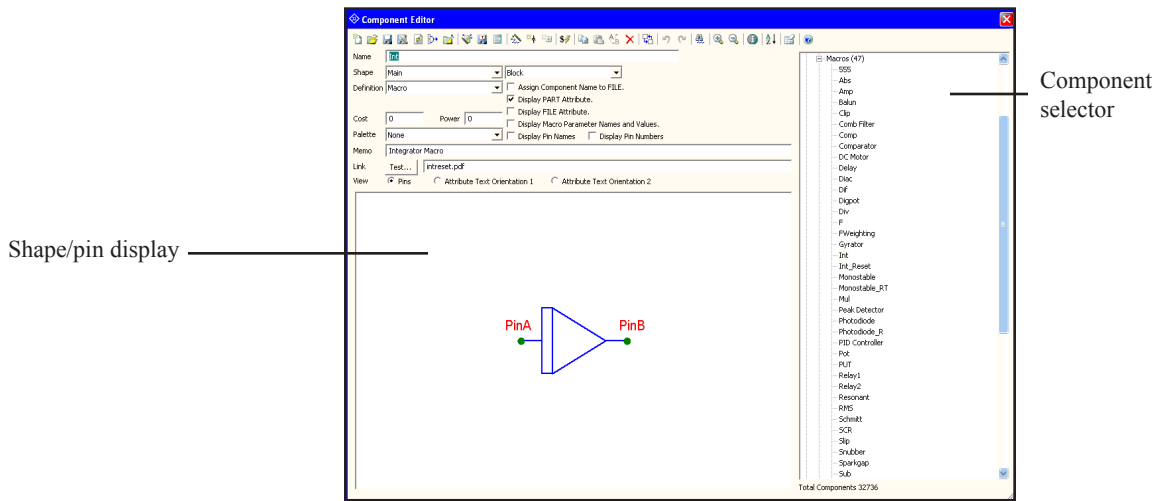 Component Editor
Name Int
Shape Main Block
Definition Macro Assign Component Name to FILE.
Display PART Attribute.
Display FILE Attribute.
Cost 0 Power 0
Display Macro Parameter Names and Values.
Palette None Display Pin Names Display Pin Numbers
Memo Integrator Macro
Link Test... intreset.pdf
View Pins Attribute Text Orientation 1 Attribute Text Orientation 2
PinA PinB
Macros (47)
555
Abs
Amp
Balun
Clip
Comb Filter
Comp
Comparator
DC Motor
Delay
Diac
Dif
Digpot
Div
F
FWeighting
Gyrator
Int
Int_Reset
Monostable
Monostable_RT
Mul
Peak Detector
Photodiode
Photodiode_R
PID Controller
Pot
PUT
Relay1
Relay2
Resonant
RMS
Schmitt
SCR
Slip
Snubber
Sparkgap
Sub
Total Components 32736
Component
selector
Shape/pin display